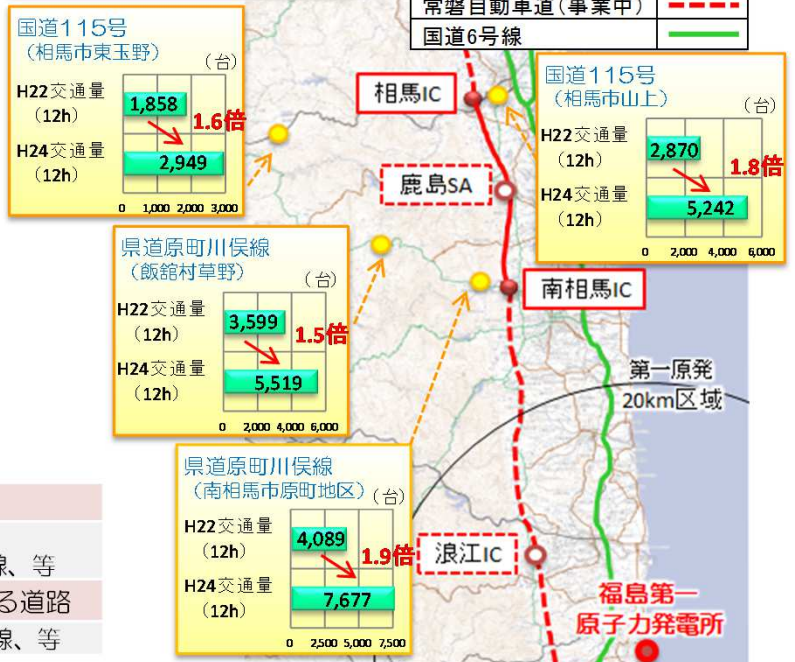 常磐自動車道(事業中)
国道6号線
国道115号
(相馬市東玉野)
(台)
H22交通量
(12h)
1,858
1.6倍
H24交通量
(12h)
2,949
0 1,000 2,000 3,000
相馬IC
鹿島SA
国道115号
(相馬市山上)
(台)
H22交通量
(12h)
2,870
1.8倍
H24交通量
(12h)
5,242
0 2,000 4,000 6,000
県道原町川俣線
(飯舘村草野)
(台)
H22交通量
(12h)
3,599
1.5倍
H24交通量
(12h)
5,519
0 2,000 4,000 6,000
南相馬IC
第一原発
20km区域
県道原町川俣線
(南相馬市原町地区)
(台)
H22交通量
(12h)
4,089
1.9倍
H24交通量
(12h)
7,677
0 2,500 5,000 7,500
浪江IC
福島第一
原子力発電所
線、等
る道路
線、等